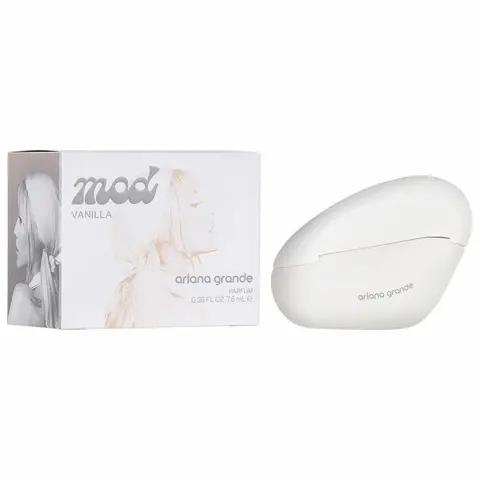 mod
VANILLA
ariana grande
PARFUM
0.25 FL OZ 7.5 mL ℮
ariana grande